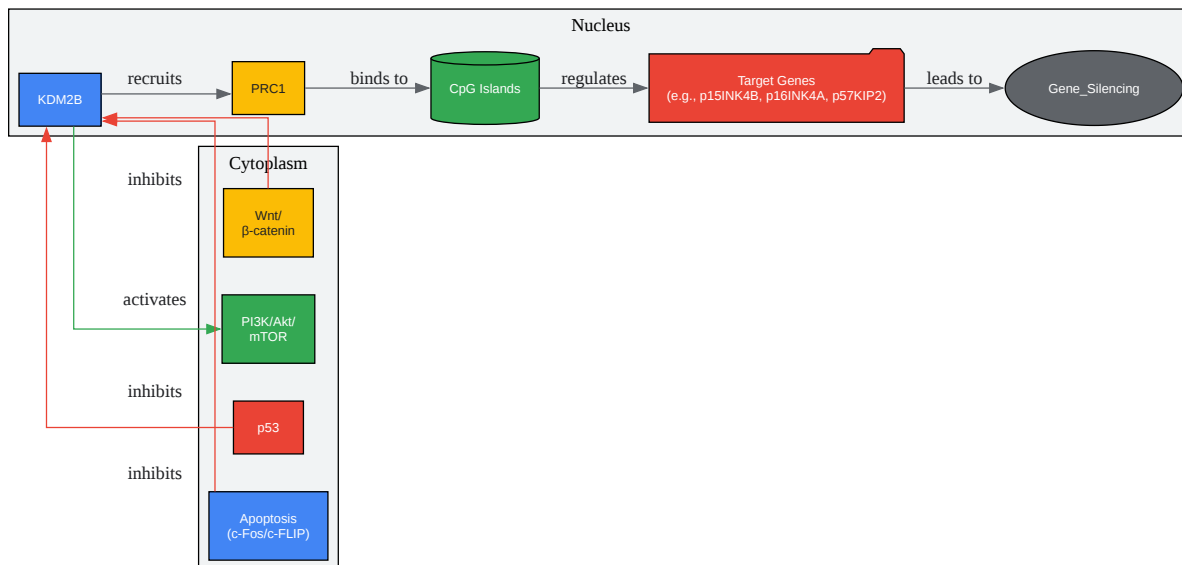 Nucleus
KDM2B
recruits
PRC1
binds to
CpG Islands
regulates
Target Genes
(e.g., p15INK4B, p16INK4A, p57KIP2)
leads to
Gene_Silencing
Cytoplasm
inhibits
Wnt/
β-catenin
activates
PI3K/Akt/
mTOR
inhibits
p53
inhibits
Apoptosis
(c-Fos/c-FLIP)